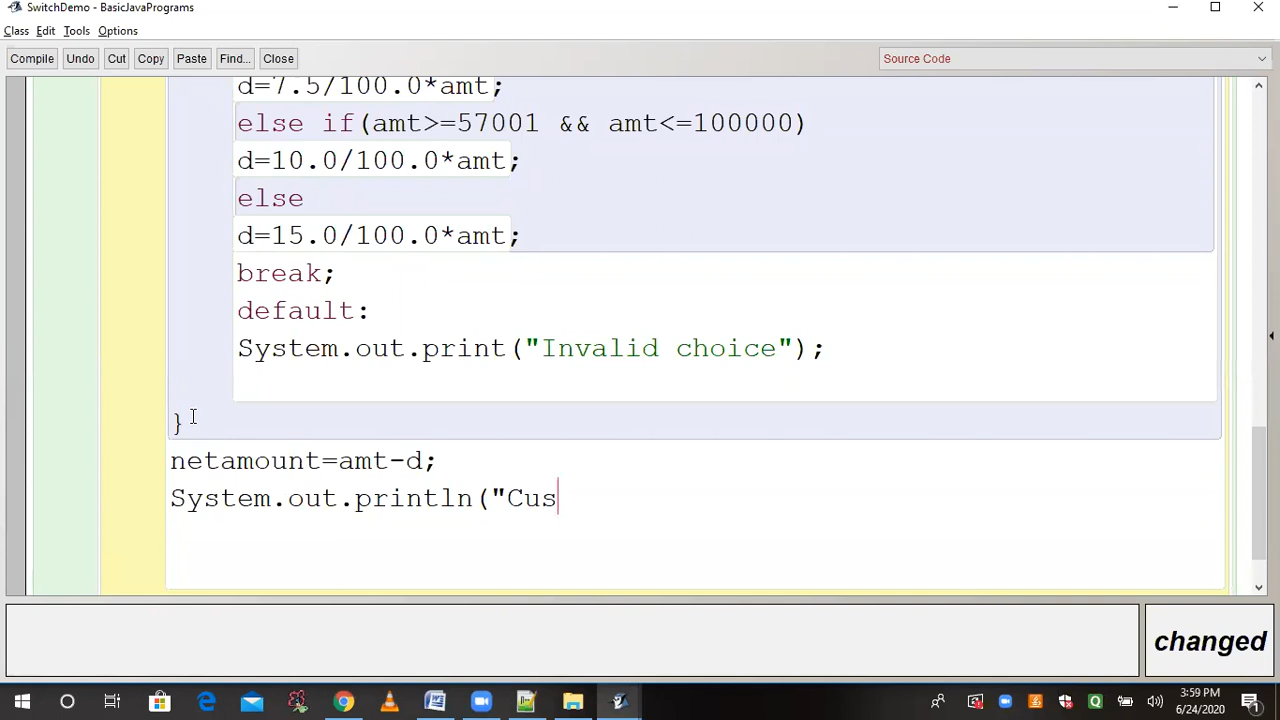 SwitchDemo - BasicJavaPrograms
Class Edit Tools Options
Compile Undo Cut Copy Paste Find... Close Source Code
d=7.5/100.0*amt;
else if(amt>=57001 && amt<=100000)
d=10.0/100.0*amt;
else
d=15.0/100.0*amt;
break;
default:
System.out.print("Invalid choice");
}
netamount=amt-d;
System.out.println("Cus
changed
3:59 PM
6/24/2020